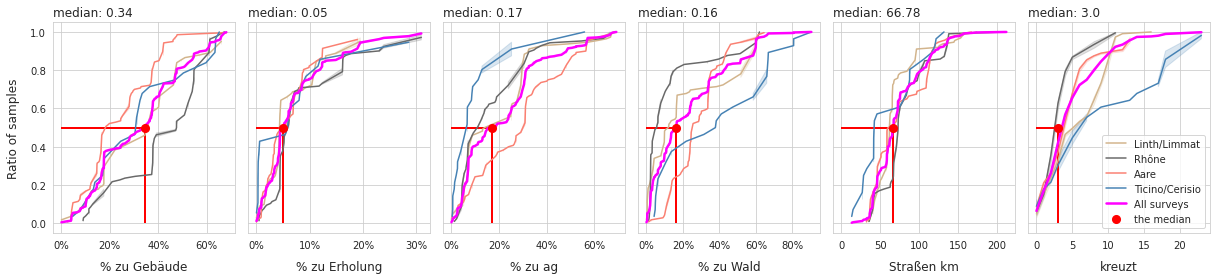 median: 0.34
median: 0.05
median: 0.17
median: 0.16
median: 66.78
median: 3.0
Ratio of samples
1.0
0.8
0.6
0.4
0.2
0.0
0% 20% 40% 60%
0% 10% 20% 30%
0% 20% 40% 60%
0% 20% 40% 60% 80%
0 50 100 150 200
0 5 10 15 20
% zu Gebäude
% zu Erholung
% zu ag
% zu Wald
Straßen km
kreuzt
Linth/Limmat
Rhône
Aare
Ticino/Cerisio
All surveys
the median